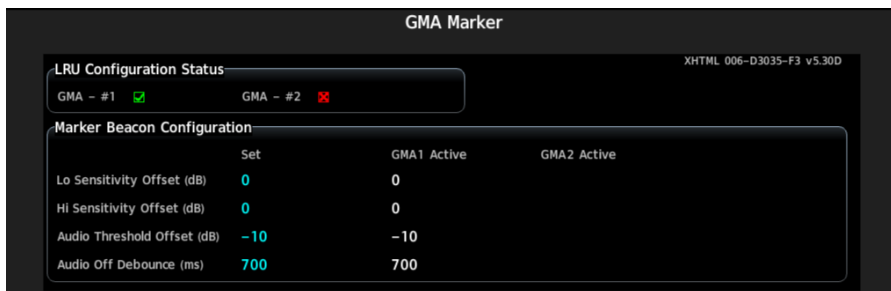 GMA Marker
XHTML 006-D3035-F3 v5.30D
LRU Configuration Status
GMA - #1 GMA - #2
Marker Beacon Configuration
Set GMA1 Active GMA2 Active
Lo Sensitivity Offset (dB) 0 0
Hi Sensitivity Offset (dB) 0 0
Audio Threshold Offset (dB) -10 -10
Audio Off Debounce (ms) 700 700